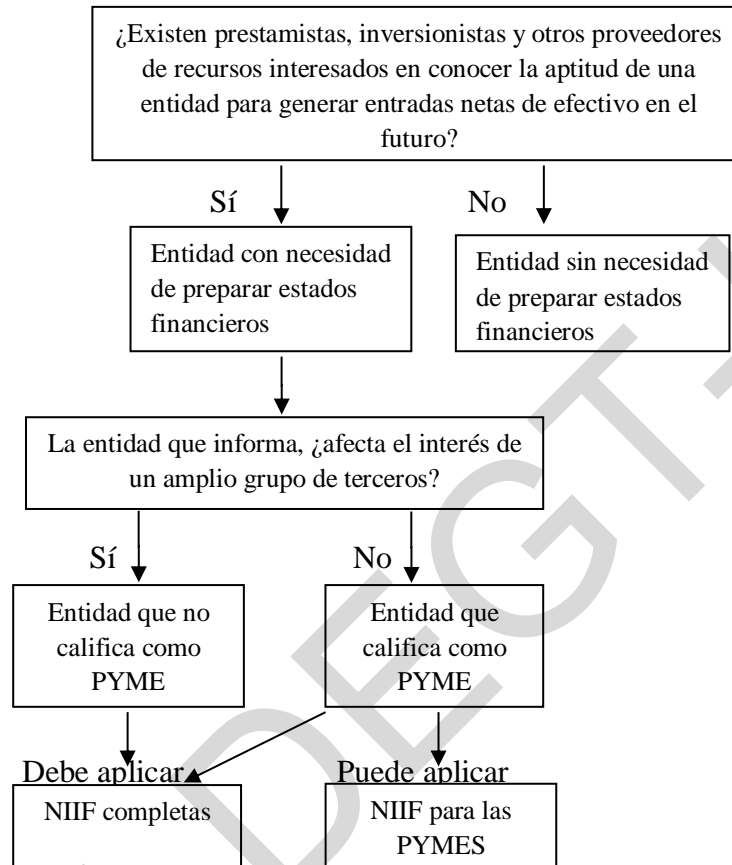 ¿Existen prestamistas, inversionistas y otros proveedores
de recursos interesados en conocer la aptitud de una
entidad para generar entradas netas de efectivo en el
futuro?
Sí
No
Entidad con necesidad
de preparar estados
financieros
Entidad sin necesidad
de preparar estados
financieros
La entidad que informa, ¿afecta el interés de
un amplio grupo de terceros?
Sí
No
Entidad que no
califica como
PYME
Entidad que
califica como
PYME
Debe aplicar
Puede aplicar
NIIF completas
NIIF para las
PYMES
DEGT-